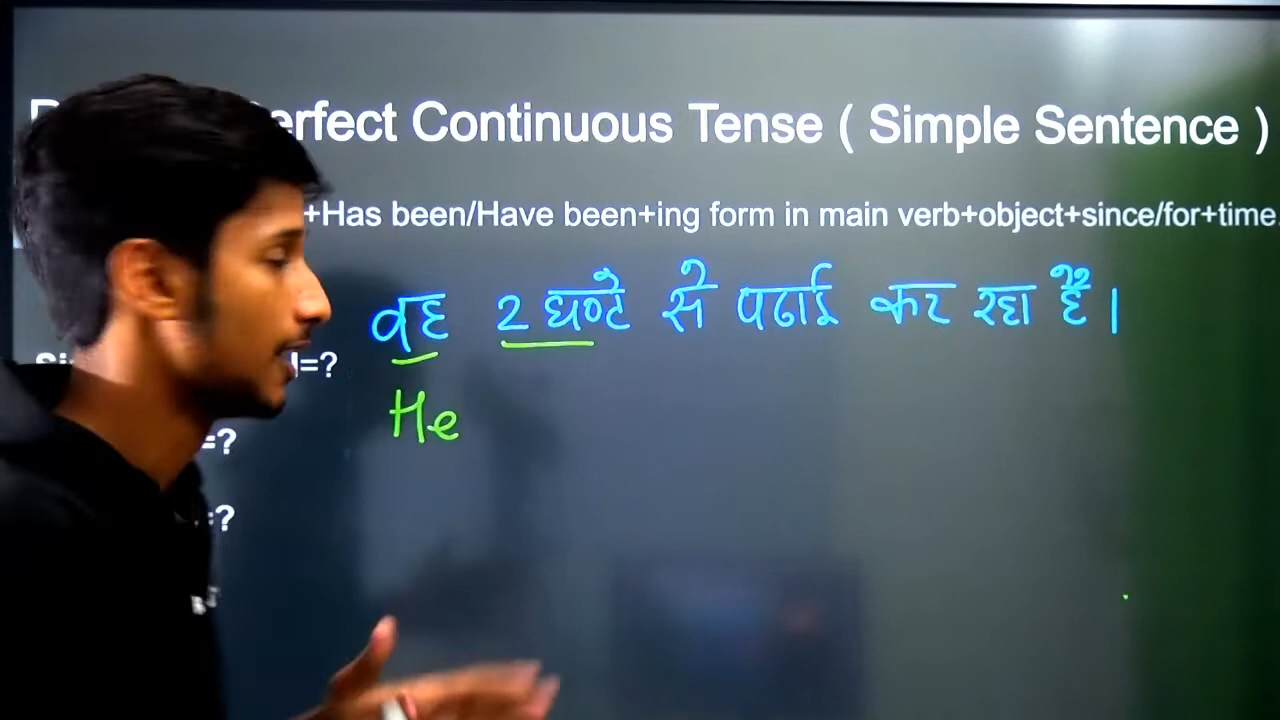 Perfect Continuous Tense ( Simple Sentence )
+Has been/Have been+ing form in main verb+object+since/for+time.
वह 2 घण्टे से पढाई कर रहा है।
=?
He
=?
=?